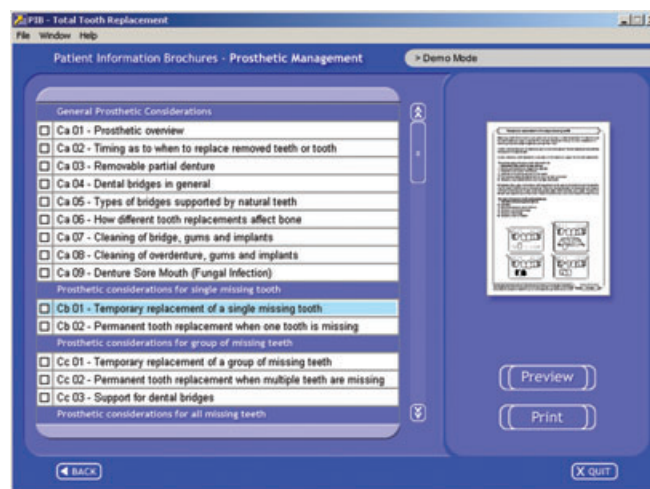 PIB - Total Tooth Replacement
File Window Help
Patient Information Brochures - Prosthetic Management
> Demo Mode
General Prosthetic Considerations
Ca 01 - Prosthetic overview
Ca 02 - Timing as to when to replace removed teeth or tooth
Ca 03 - Removable partial denture
Ca 04 - Dental bridges in general
Ca 05 - Types of bridges supported by natural teeth
Ca 06 - How different tooth replacements affect bone
Ca 07 - Cleaning of bridge, gums and implants
Ca 08 - Cleaning of overdenture, gums and implants
Ca 09 - Denture Sore Mouth (Fungal Infection)
Prosthetic considerations for single missing tooth
Cb 01 - Temporary replacement of a single missing tooth
Cb 02 - Permanent tooth replacement when one tooth is missing
Prosthetic considerations for group of missing teeth
Cc 01 - Temporary replacement of a group of missing teeth
Cc 02 - Permanent tooth replacement when multiple teeth are missing
Cc 03 - Support for dental bridges
Prosthetic considerations for all missing teeth
Preview
Print
BACK
X QUIT